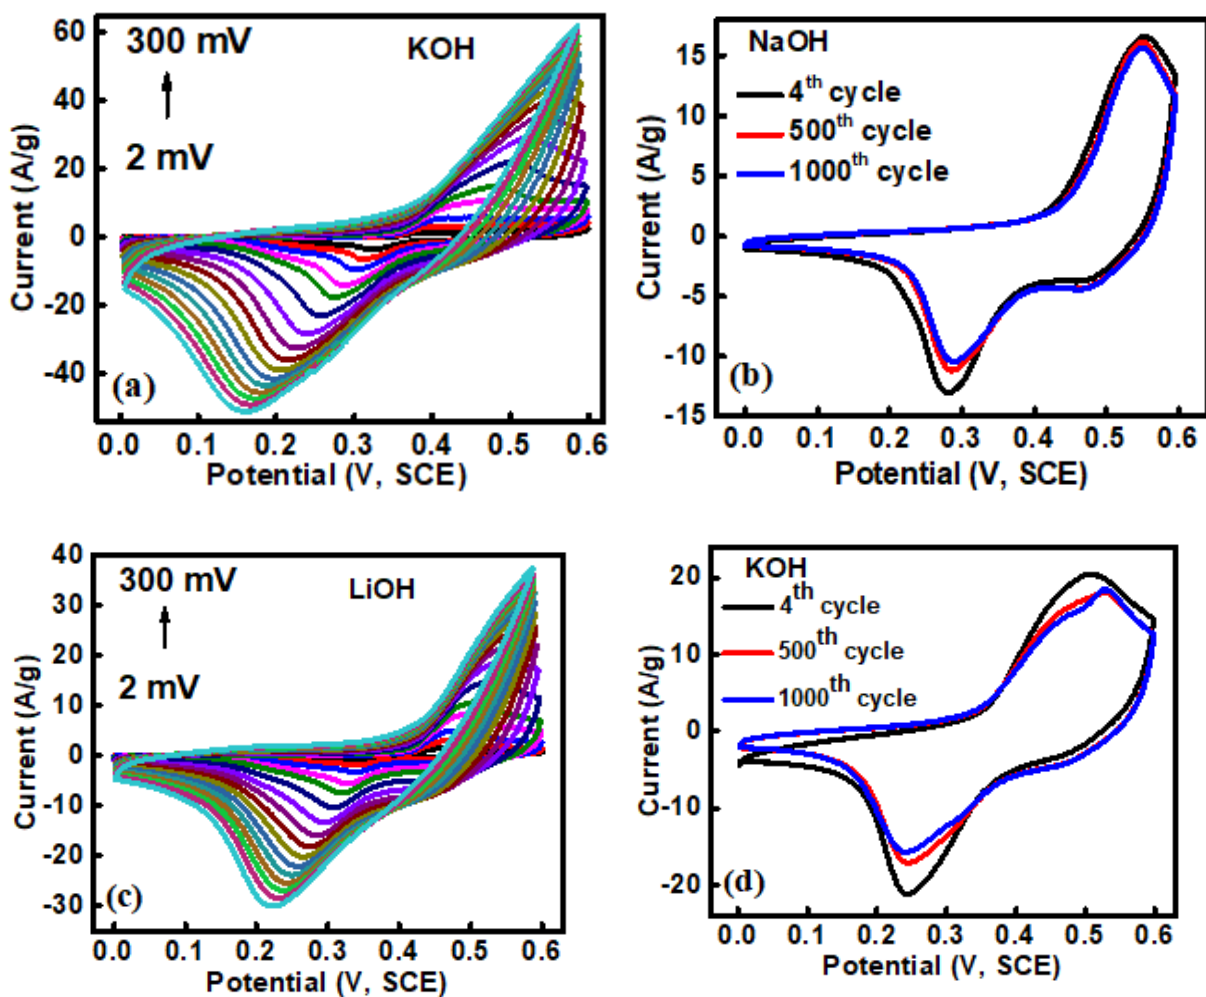 300 mV
KOH
2 mV
60
40
20
0
-20
-40
Current (A/g)
(a)
0.0 0.1 0.2 0.3 0.4 0.5 0.6
Potential (V, SCE)
NaOH
4th cycle
500th cycle
1000th cycle
15
10
5
0
-5
-10
-15
Current (A/g)
(b)
0.0 0.1 0.2 0.3 0.4 0.5 0.6
Potential (V, SCE)
300 mV
LiOH
2 mV
40
30
20
10
0
-10
-20
-30
Current (A/g)
(c)
0.0 0.1 0.2 0.3 0.4 0.5 0.6
Potential (V, SCE)
KOH
4th cycle
500th cycle
1000th cycle
20
10
0
-10
-20
Current (A/g)
(d)
0.0 0.1 0.2 0.3 0.4 0.5 0.6
Potential (V, SCE)